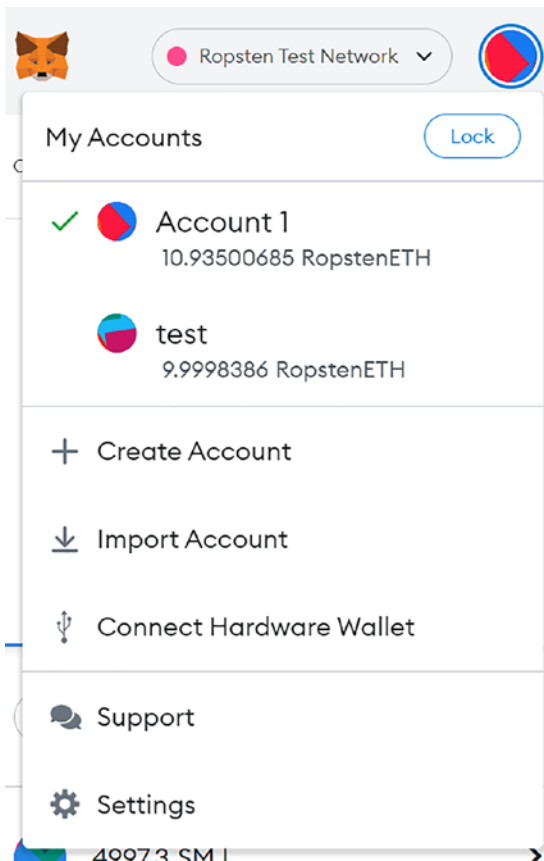 Ropsten Test Network
My Accounts
Lock
Account 1
10.93500685 RopstenETH
test
9.9998386 RopstenETH
Create Account
Import Account
Connect Hardware Wallet
Support
Settings